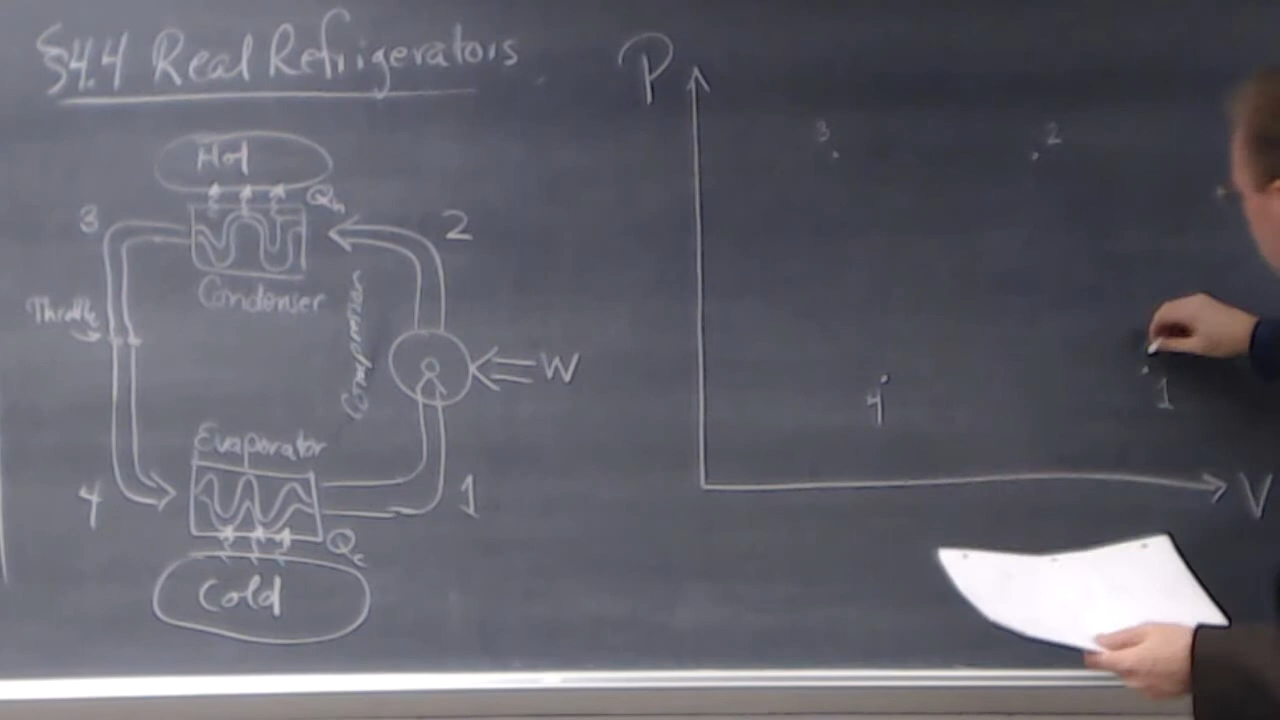 §4.4 Real Refrigerators
Hot
Qh
3
2
Condenser
Throttle
Compressor
W
Evaporator
4
1
Qc
Cold
P
3
2
4
1
V